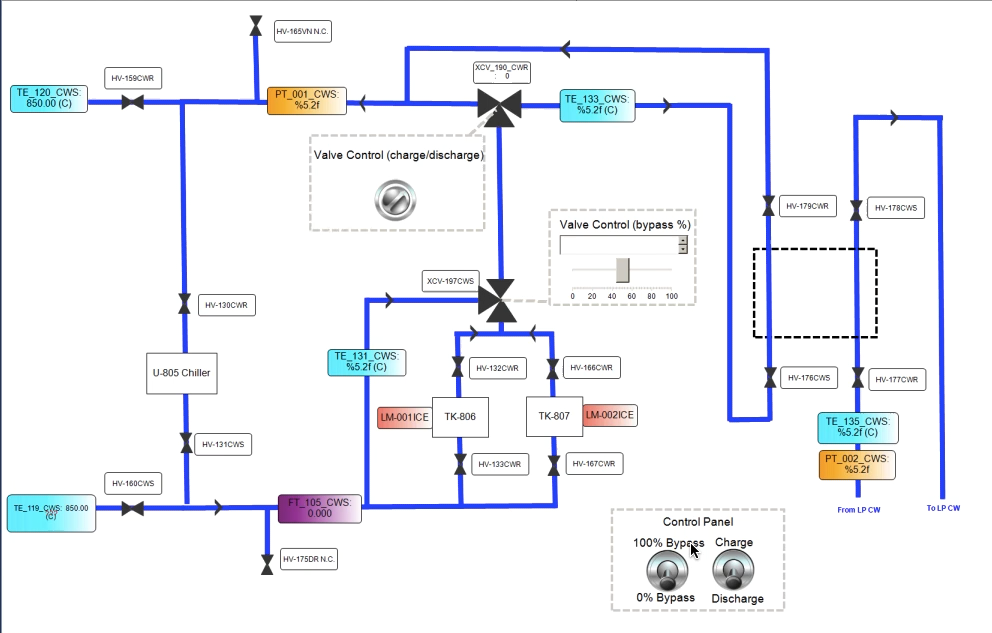 HV-165VN N.C.
XCV_190_CWR
: 0
HV-159CWR
TE_120_CWS:
850.00 (C)
PT_001_CWS:
%5.2f
TE_133_CWS:
%5.2f (C)
Valve Control (charge/discharge)
HV-179CWR
HV-178CWS
Valve Control (bypass %)
0 20 40 60 80 100
XCV-197CWS
HV-130CWR
TE_131_CWS:
%5.2f (C)
U-805 Chiller
HV-132CWR
HV-166CWR
HV-176CWS
HV-177CWR
LM-001ICE
TK-806
TK-807
LM-002ICE
TE_135_CWS:
%5.2f (C)
HV-131CWS
HV-133CWR
HV-167CWR
PT_002_CWS:
%5.2f
HV-160CWS
TE_119_CWS: 850.00
(C)
FT_105_CWS:
0.000
From LP CW
To LP CW
HV-175DR N.C.
Control Panel
100% Bypass
Charge
0% Bypass
Discharge